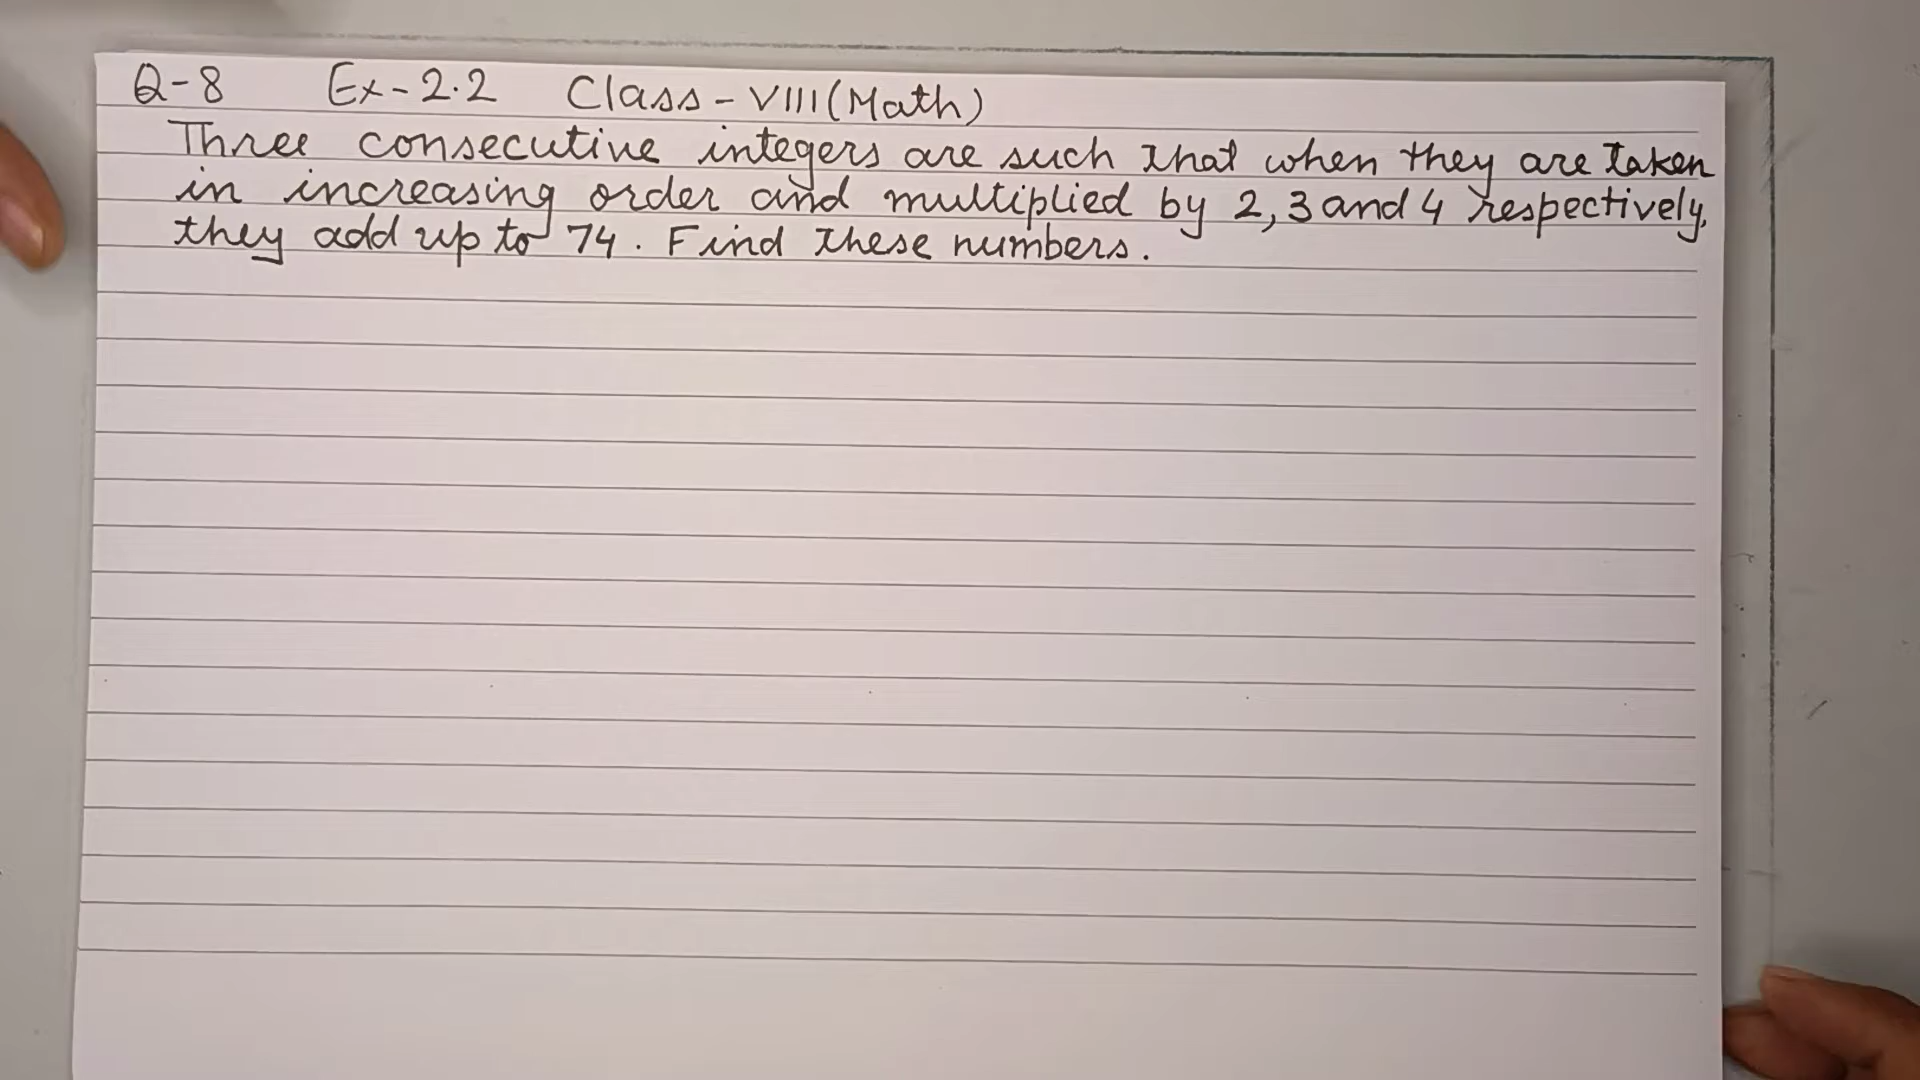 Q-8 Ex-2.2 Class-VIII (Math)
Three consecutive integers are such that when they are taken
in increasing order and multiplied by 2, 3 and 4 respectively,
they add up to 74. Find these numbers.